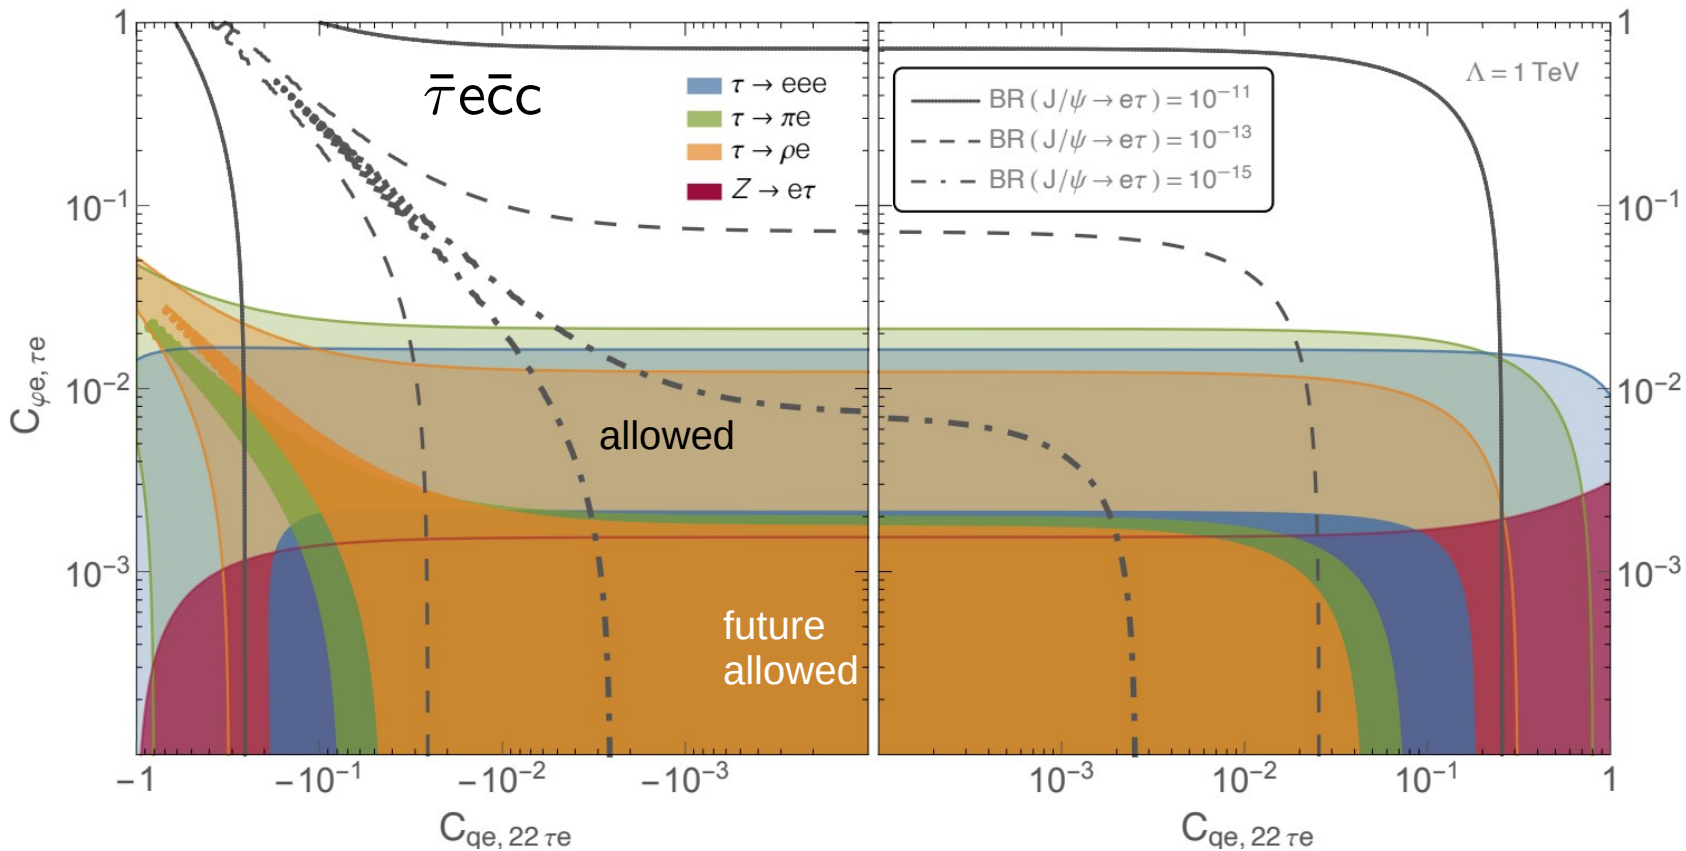 τ̄ec̄c
τ → eee
τ → πe
τ → ρe
Z → eτ
BR ( J/ψ → eτ ) = 10⁻¹¹
BR ( J/ψ → eτ ) = 10⁻¹³
BR ( J/ψ → eτ ) = 10⁻¹⁵
Λ = 1 TeV
1
10⁻¹
10⁻²
10⁻³
C_φe, τe
allowed
future
allowed
1
10⁻¹
10⁻²
10⁻³
−1
−10⁻¹
−10⁻²
−10⁻³
10⁻³
10⁻²
10⁻¹
1
C_qe, 22 τe
C_qe, 22 τe